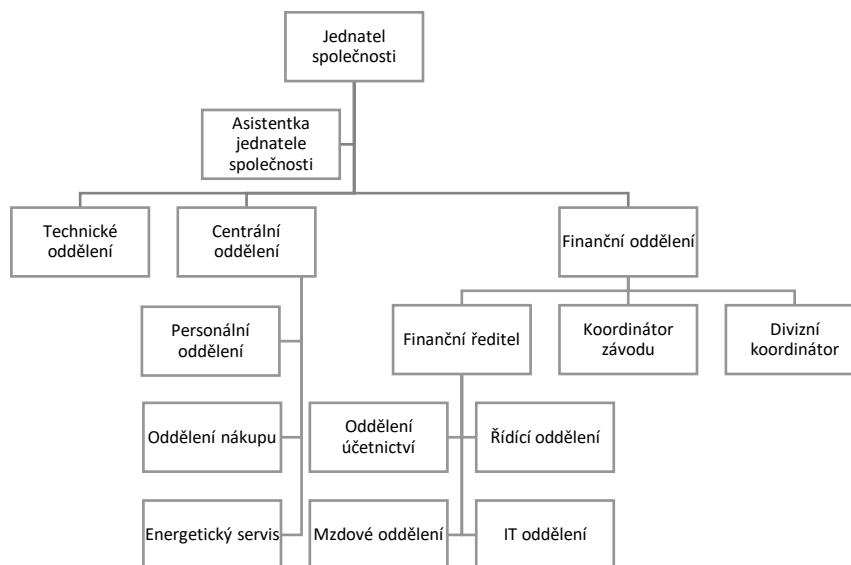 Jednatel
společnosti
Asistentka
jednatele
společnosti
Technické
oddělení
Centrální
oddělení
Finanční oddělení
Personální
oddělení
Finanční ředitel
Koordinátor
závodu
Divizní
koordinátor
Oddělení nákupu
Oddělení
účetnictví
Řídící oddělení
Energetický servis
Mzdové oddělení
IT oddělení